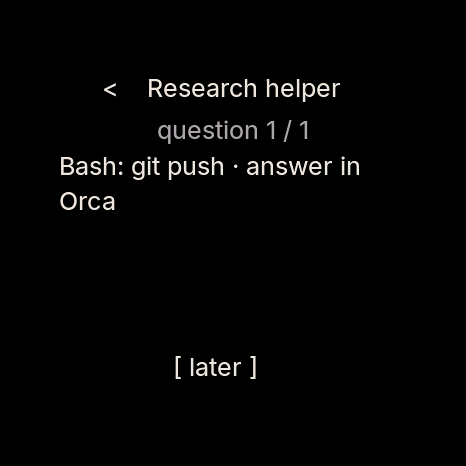 < Research helper
question 1 / 1
Bash: git push · answer in
Orca
[ later ]